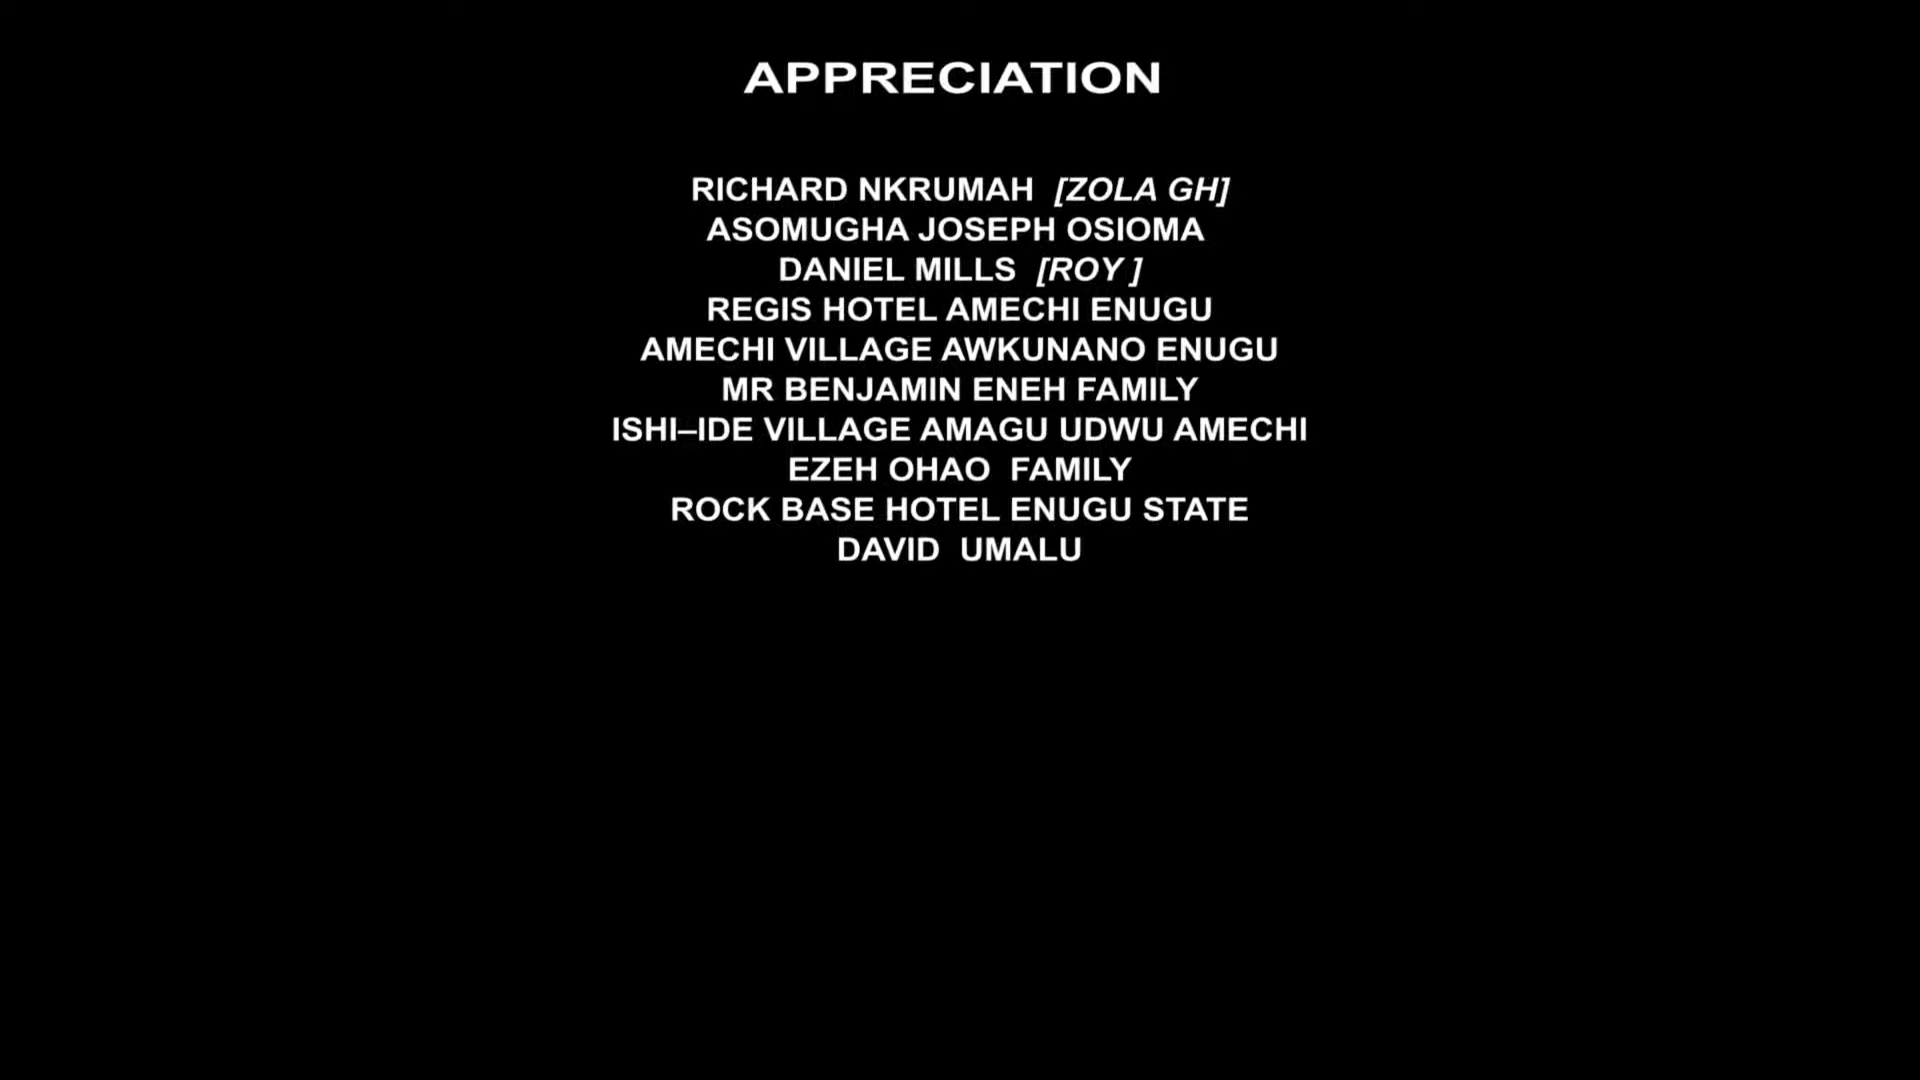 APPRECIATION
RICHARD NKRUMAH [ZOLA GH]
ASOMUGHA JOSEPH OSIOMA
DANIEL MILLS [ROY ]
REGIS HOTEL AMECHI ENUGU
AMECHI VILLAGE AWKUNANO ENUGU
MR BENJAMIN ENEH FAMILY
ISHI–IDE VILLAGE AMAGU UDWU AMECHI
EZEH OHAO FAMILY
ROCK BASE HOTEL ENUGU STATE
DAVID UMALU